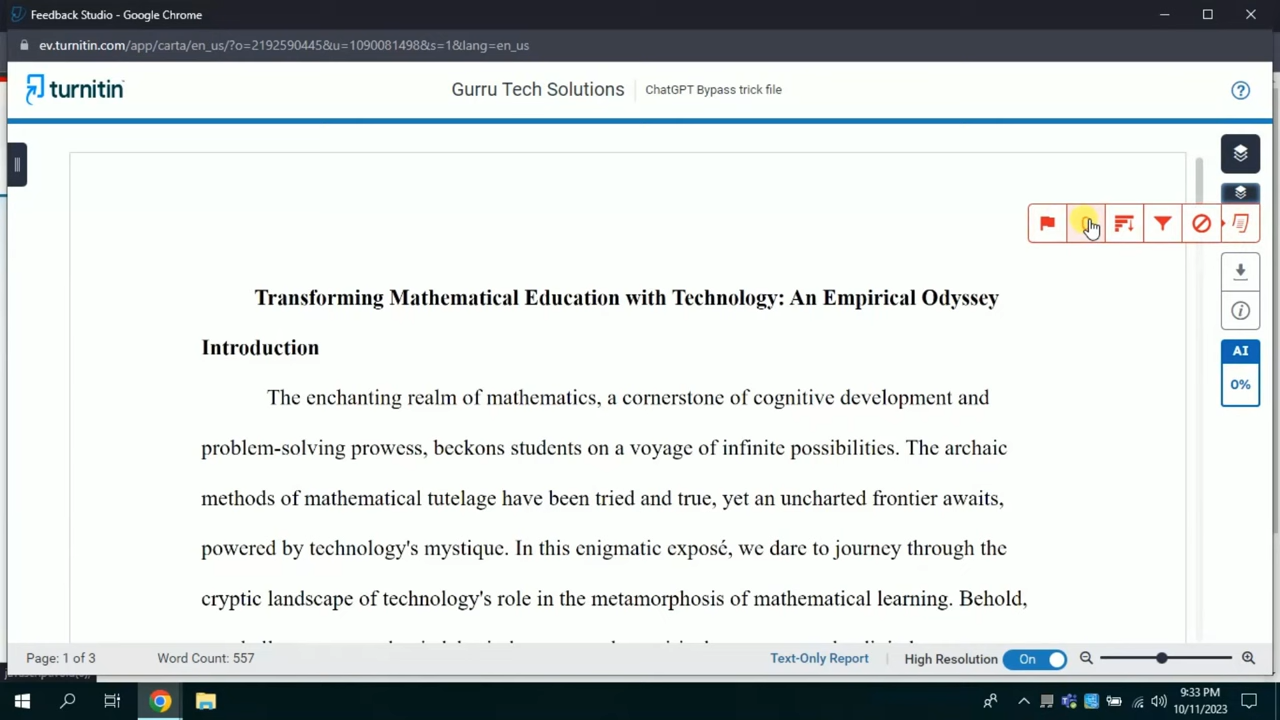 Feedback Studio - Google Chrome
ev.turnitin.com/app/carta/en_us/?o=2192590445&u=1090081498&s=1&lang=en_us
turnitin
Gurru Tech Solutions
ChatGPT Bypass trick file
Transforming Mathematical Education with Technology: An Empirical Odyssey
Introduction
The enchanting realm of mathematics, a cornerstone of cognitive development and
problem-solving prowess, beckons students on a voyage of infinite possibilities. The archaic
methods of mathematical tutelage have been tried and true, yet an uncharted frontier awaits,
powered by technology's mystique. In this enigmatic exposé, we dare to journey through the
cryptic landscape of technology's role in the metamorphosis of mathematical learning. Behold,
AI
0%
Page: 1 of 3
Word Count: 557
Text-Only Report
High Resolution
On
9:33 PM
10/11/2023